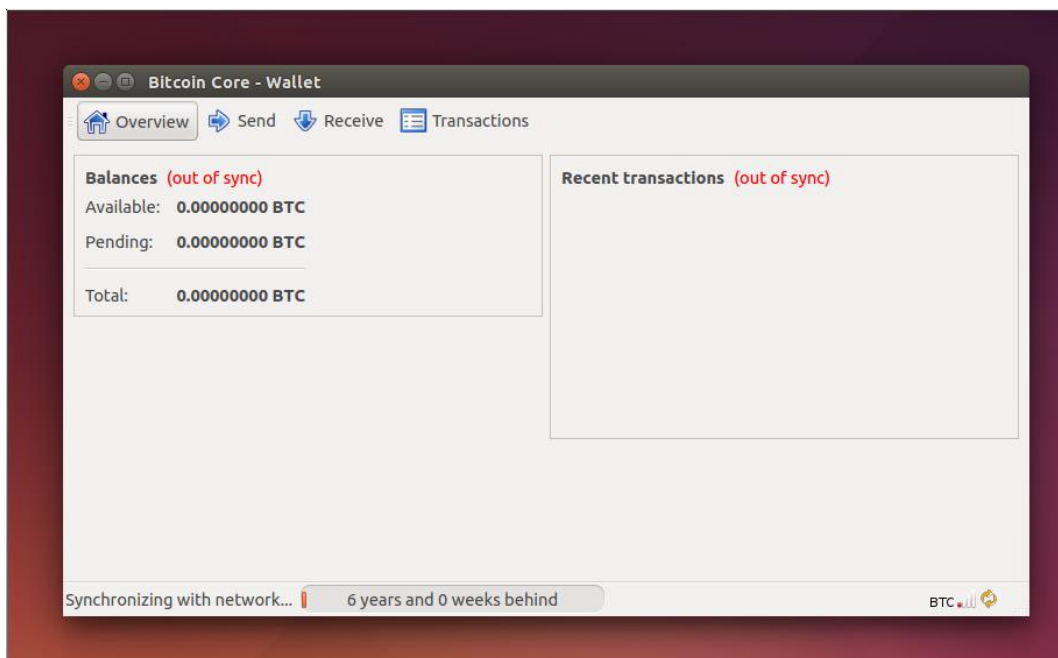 Bitcoin Core - Wallet
Overview Send Receive Transactions
Balances (out of sync)
Available: 0.00000000 BTC
Pending: 0.00000000 BTC
Total: 0.00000000 BTC
Recent transactions (out of sync)
Synchronizing with network... 6 years and 0 weeks behind BTC